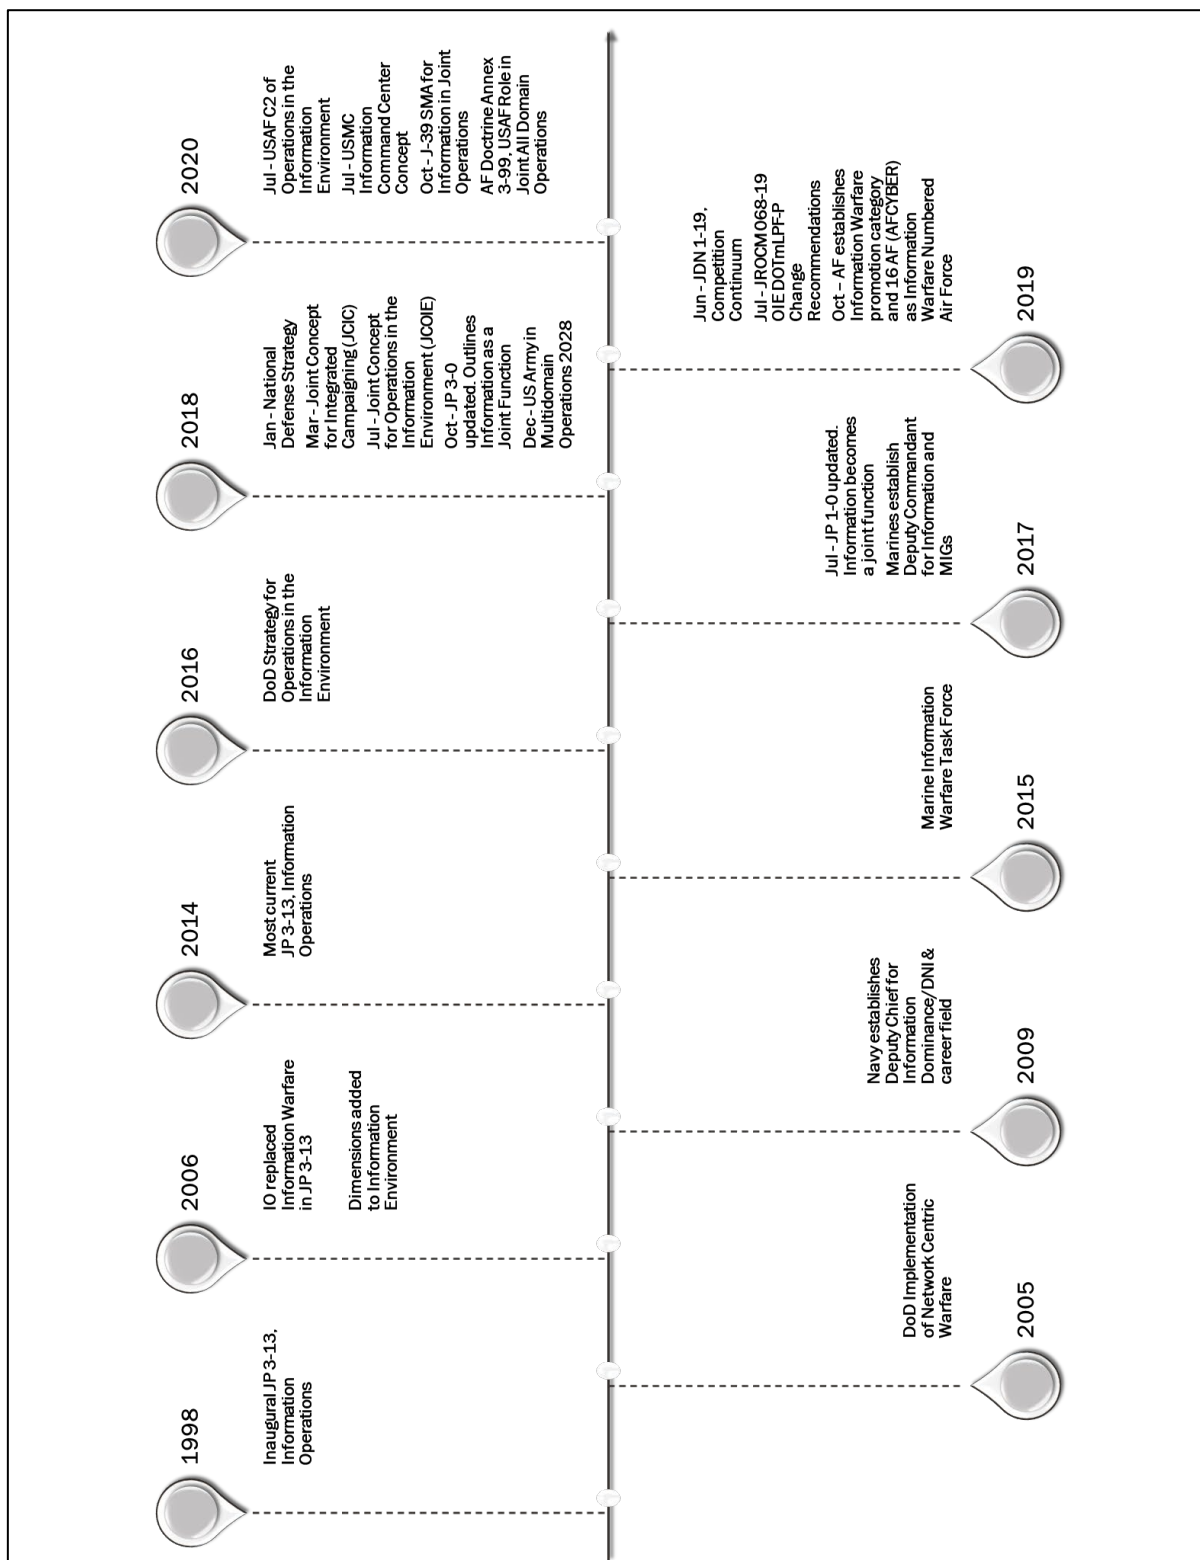 1998
Inaugural JP 3-13,
Information
Operations
2005
DoD Implementation
of Network Centric
Warfare
2006
IO replaced
Information Warfare
in JP 3-13
Dimensions added
to Information
Environment
2009
Navy establishes
Deputy Chief for
Information
Dominance/DNI &
career field
2014
Most current
JP 3-13, Information
Operations
2015
Marine Information
Warfare Task Force
2016
DoD Strategy for
Operations in the
Information
Environment
2017
Jul - JP 1-0 updated.
Information becomes
a joint function
Marines establish
Deputy Commandant
for Information and
MIGs
2018
Jan - National
Defense Strategy
Mar - Joint Concept
for Integrated
Campaigning (JCIC)
Jul - Joint Concept
for Operations in the
Information
Environment (JCOIE)
Oct - JP 3-0
updated. Outlines
Information as a
Joint Function
Dec - US Army in
Multidomain
Operations 2028
2019
Jun - JDN 1-19,
Competition
Continuum
Jul - JROCM 068-19
OIE DOTmLPF-P
Change
Recommendations
Oct – AF establishes
Information Warfare
promotion category
and 16 AF (AFCYBER)
as Information
Warfare Numbered
Air Force
2020
Jul - USAF C2 of
Operations in the
Information
Environment
Jul - USMC
Information
Command Center
Concept
Oct - J-39 SMA for
Information in Joint
Operations
AF Doctrine Annex
3-99, USAF Role in
Joint All Domain
Operations